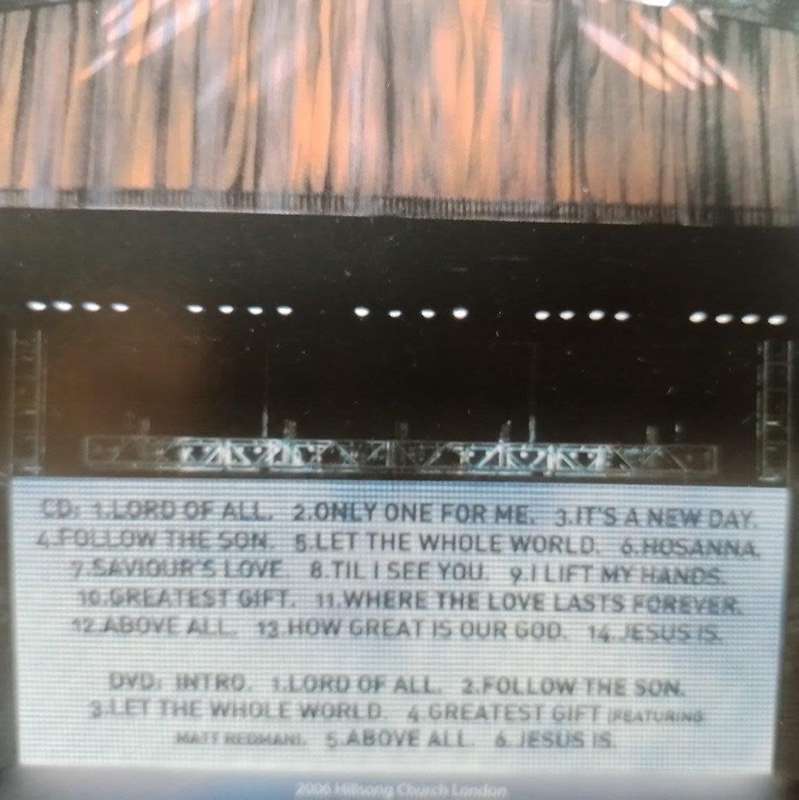 CD: 1.LORD OF ALL. 2.ONLY ONE FOR ME. 3.IT'S A NEW DAY.
4.FOLLOW THE SON. 5.LET THE WHOLE WORLD. 6.HOSANNA.
7.SAVIOUR'S LOVE. 8.TIL I SEE YOU. 9.I LIFT MY HANDS.
10.GREATEST GIFT. 11.WHERE THE LOVE LASTS FOREVER.
12.ABOVE ALL. 13.HOW GREAT IS OUR GOD. 14.JESUS IS.
DVD: INTRO. 1.LORD OF ALL. 2.FOLLOW THE SON.
3.LET THE WHOLE WORLD. 4.GREATEST GIFT (FEATURING
MATT REDMAN). 5.ABOVE ALL. 6.JESUS IS.
2006 Hillsong Church London